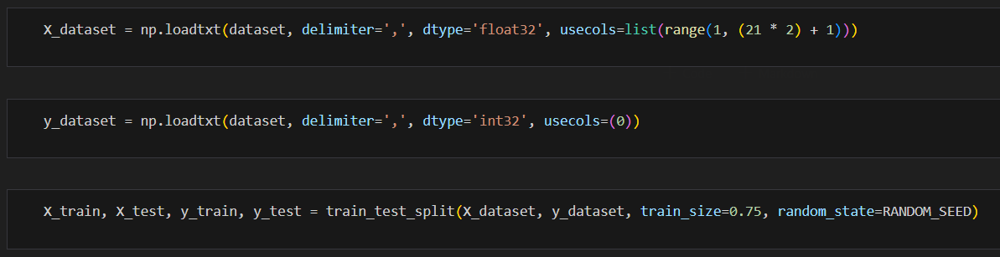 X_dataset = np.loadtxt(dataset, delimiter=',', dtype='float32', usecols=list(range(1, (21 * 2) + 1)))
y_dataset = np.loadtxt(dataset, delimiter=',', dtype='int32', usecols=(0))
X_train, X_test, y_train, y_test = train_test_split(X_dataset, y_dataset, train_size=0.75, random_state=RANDOM_SEED)